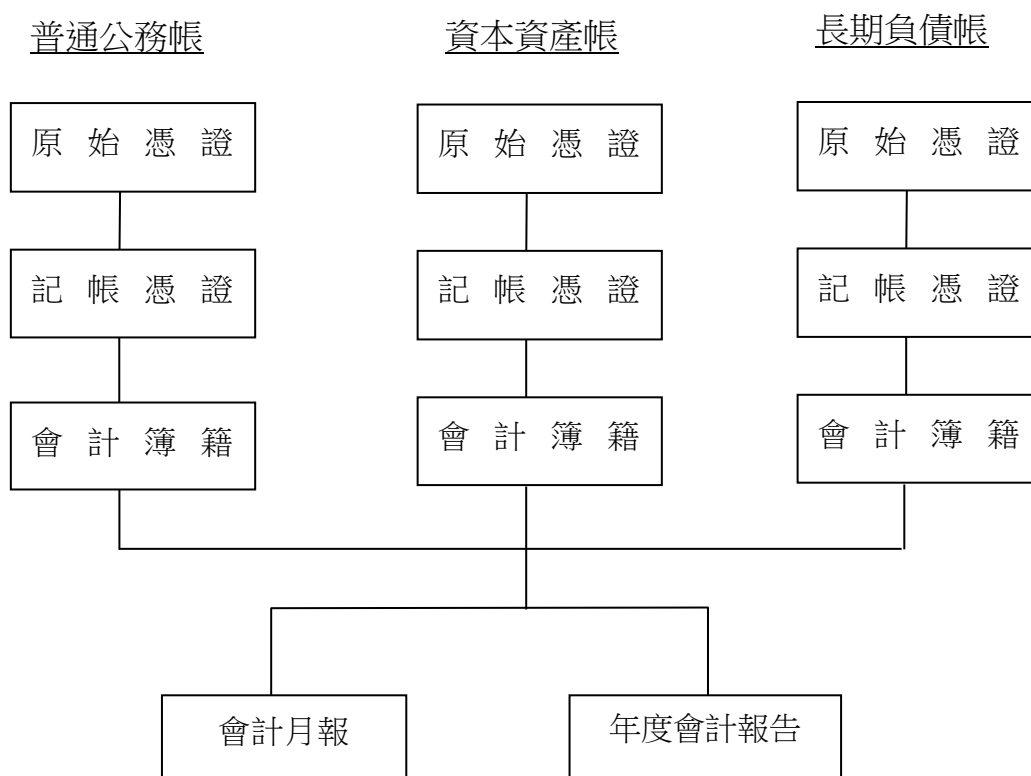 普通公務帳
資本資產帳
長期負債帳
原始憑證
原始憑證
原始憑證
記帳憑證
記帳憑證
記帳憑證
會計簿籍
會計簿籍
會計簿籍
會計月報
年度會計報告